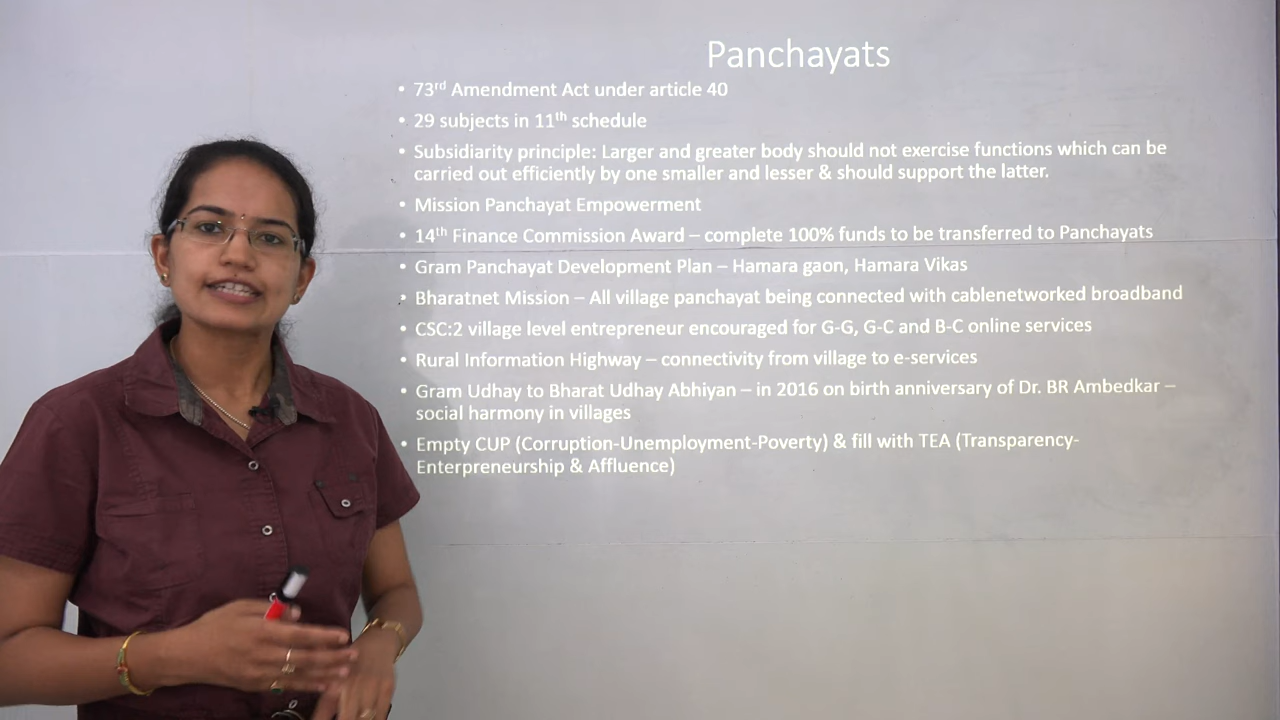 Panchayats
• 73rd Amendment Act under article 40
• 29 subjects in 11th schedule
• Subsidiarity principle: Larger and greater body should not exercise functions which can be
carried out efficiently by one smaller and lesser & should support the latter.
• Mission Panchayat Empowerment
• 14th Finance Commission Award – complete 100% funds to be transferred to Panchayats
• Gram Panchayat Development Plan – Hamara gaon, Hamara Vikas
• Bharatnet Mission – All village panchayat being connected with cablenetworked broadband
• CSC:2 village level entrepreneur encouraged for G-G, G-C and B-C online services
• Rural Information Highway – connectivity from village to e-services
• Gram Udhay to Bharat Udhay Abhiyan – in 2016 on birth anniversary of Dr. BR Ambedkar –
social harmony in villages
• Empty CUP (Corruption-Unemployment-Poverty) & fill with TEA (Transparency-
Enterpreneurship & Affluence)